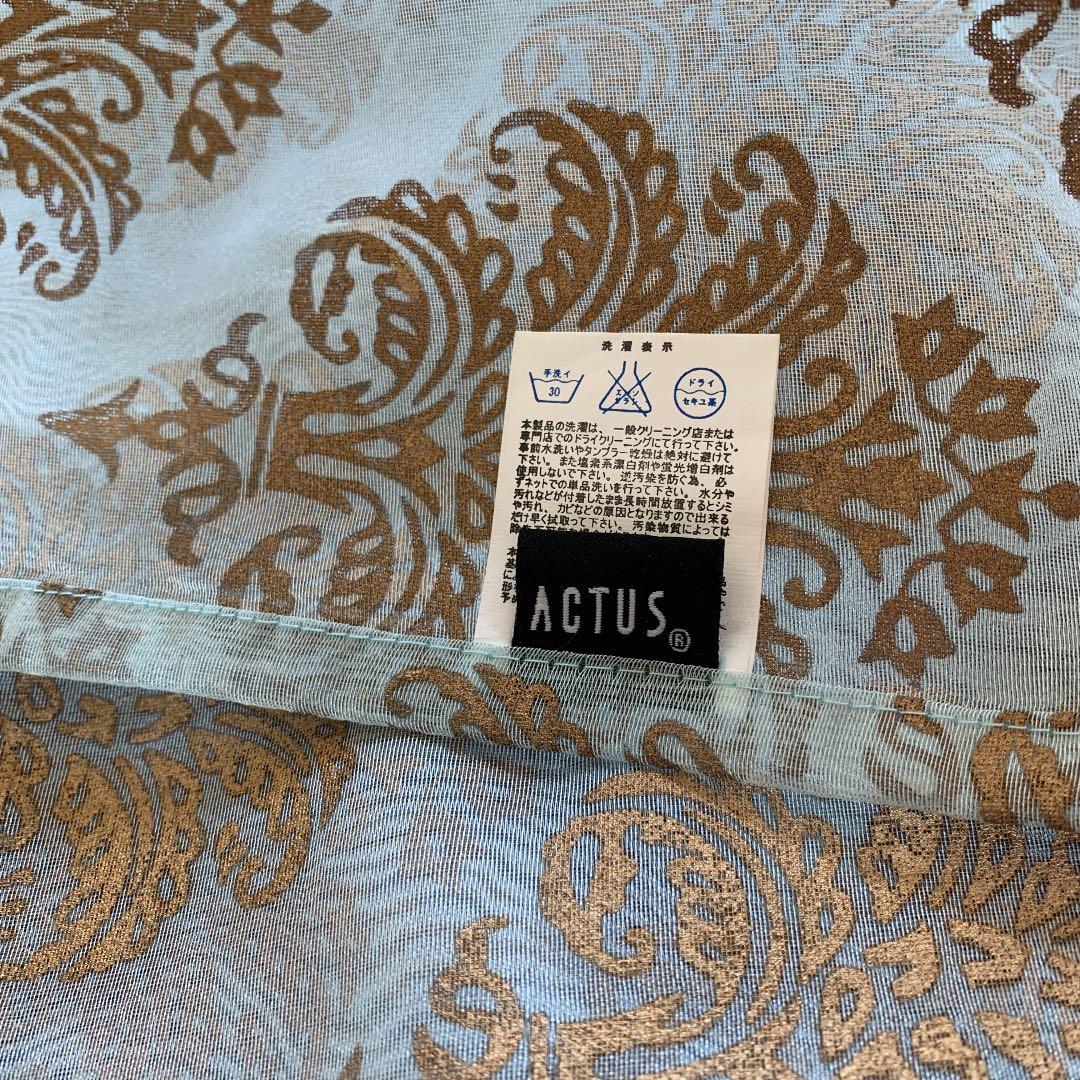 洗濯表示
手洗イ
30
エンソ
サラシ
ドライ
セキユ系
本製品の洗濯は、一般クリーニング店または
専門店でのドライクリーニングにて行って下さい。
事前水洗いやタンブラー乾燥は絶対に避けて
下さい。また塩素系漂白剤や蛍光増白剤は
使用しないで下さい。逆汚染を防ぐ為、必
ずネットでの単品洗いを行って下さい。水分や
汚れなどが付着したまま長時間放置するとシミ
や汚れ、カビなどの原因となりますので出来る
だけ早く拭取って下さい。汚染物質によっては
ACTUS®